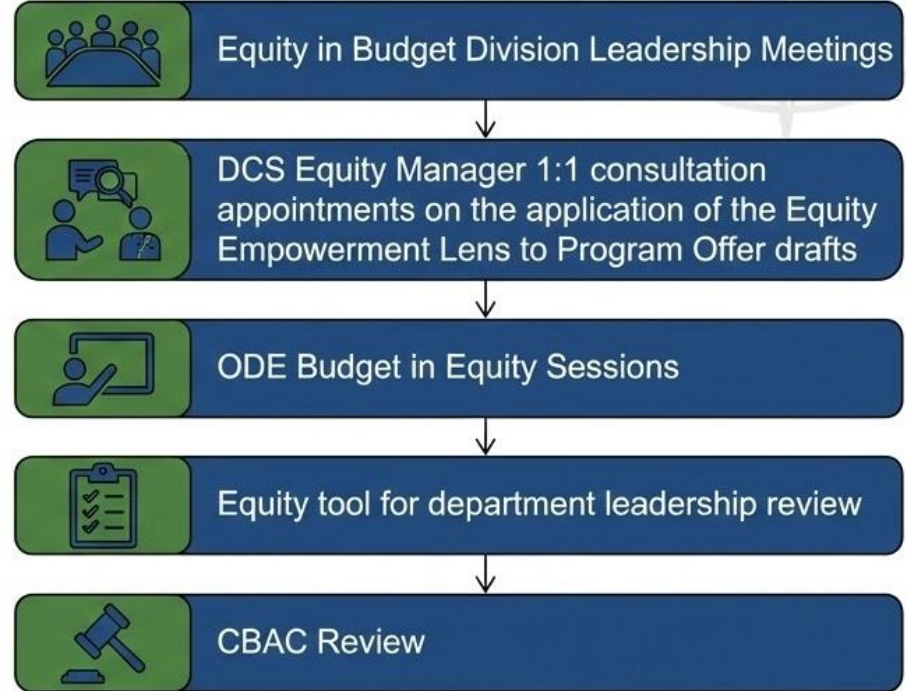 Equity in Budget Division Leadership Meetings
DCS Equity Manager 1:1 consultation
appointments on the application of the Equity
Empowerment Lens to Program Offer drafts
ODE Budget in Equity Sessions
Equity tool for department leadership review
CBAC Review